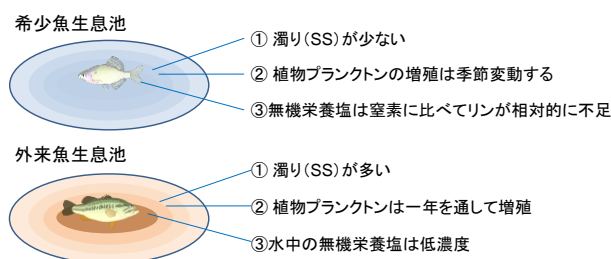 希少魚生息池
① 濁り(SS)が少ない
② 植物プランクトンの増殖は季節変動する
③無機栄養塩は窒素に比べてリンが相対的に不足
外来魚生息池
① 濁り(SS)が多い
② 植物プランクトンは一年を通して増殖
③水中の無機栄養塩は低濃度